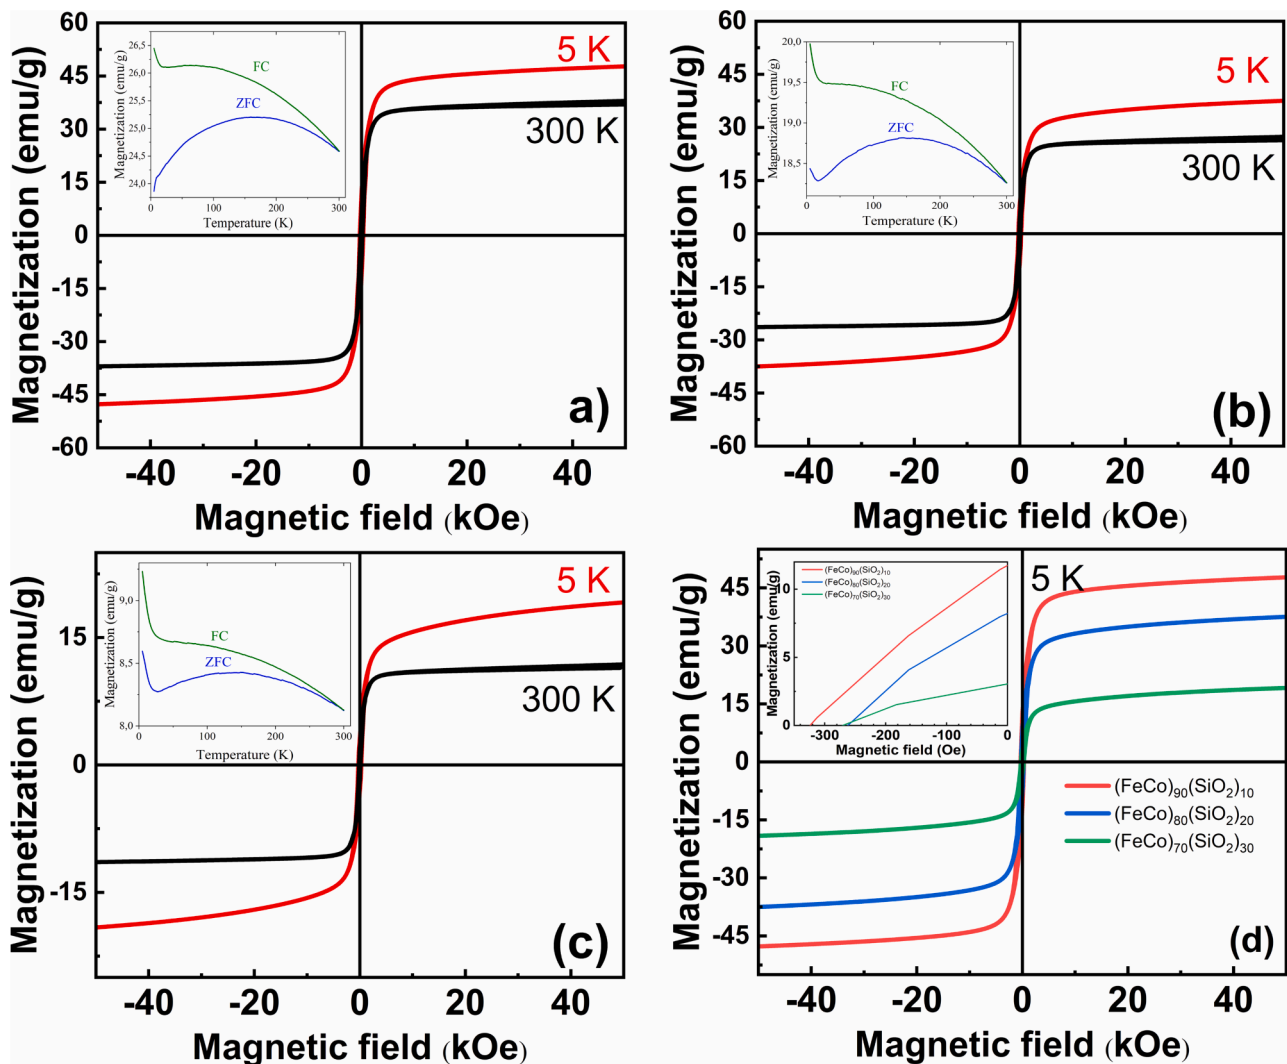 60
45
30
15
0
-15
-30
-45
-60
Magnetization (emu/g)
5 K
300 K
a)
-40 -20 0 20 40
Magnetic field (kOe)
26,5
26,0
25,5
25,0
24,5
24,0
Magnetization (emu/g)
FC
ZFC
0 100 200 300
Temperature (K)
60
45
30
15
0
-15
-30
-45
-60
Magnetization (emu/g)
5 K
300 K
(b)
-40 -20 0 20 40
Magnetic field (kOe)
20,0
19,5
19,0
18,5
Magnetization (emu/g)
FC
ZFC
0 100 200 300
Temperature (K)
15
0
-15
Magnetization (emu/g)
5 K
300 K
(c)
-40 -20 0 20 40
Magnetic field (kOe)
9,0
8,5
8,0
Magnetization (emu/g)
FC
ZFC
0 100 200 300
Temperature (K)
45
30
15
0
-15
-30
-45
Magnetization (emu/g)
5 K
(FeCo)₉₀(SiO₂)₁₀
(FeCo)₈₀(SiO₂)₂₀
(FeCo)₇₀(SiO₂)₃₀
(d)
-40 -20 0 20 40
Magnetic field (kOe)
10
5
0
Magnetization (emu/g)
(FeCo)₉₀(SiO₂)₁₀
(FeCo)₈₀(SiO₂)₂₀
(FeCo)₇₀(SiO₂)₃₀
-300 -200 -100 0
Magnetic field (Oe)